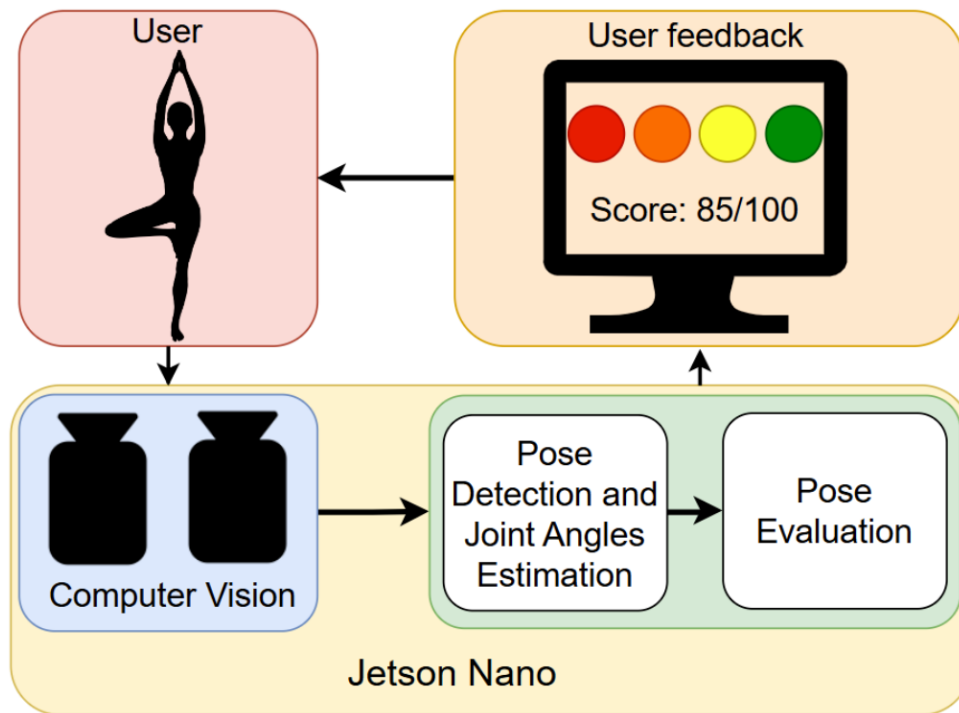 User
User feedback
Score: 85/100
Computer Vision
Pose
Detection and
Joint Angles
Estimation
Pose
Evaluation
Jetson Nano